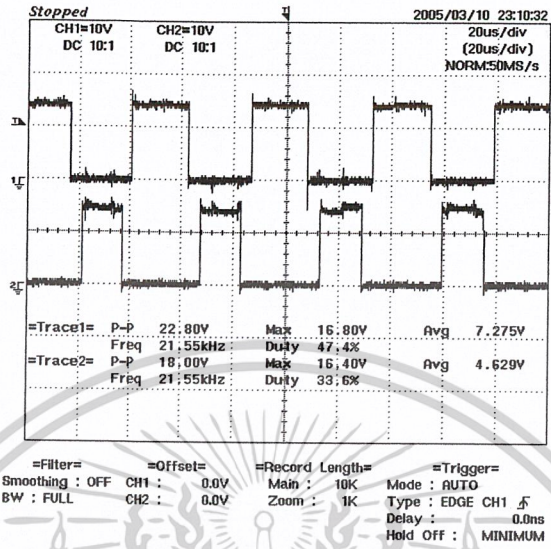 Stopped 2005/03/10 23:10:32
CH1=10V CH2=10V 20us/div
DC 10:1 DC 10:1 (20us/div)
NORM:50MS/s
=Trace1= P-P 22.80V Max 16.80V Avg 7.275V
Freq 21.55kHz Duty 47.4%
=Trace2= P-P 18.00V Max 16.40V Avg 4.629V
Freq 21.55kHz Duty 33.6%
=Filter= =Offset= =Record Length= =Trigger=
Smoothing : OFF CH1 : 0.0V Main : 10K Mode : AUTO
BW : FULL CH2 : 0.0V Zoom : 1K Type : EDGE CH1
Delay : 0.0ns
Hold Off : MINIMUM